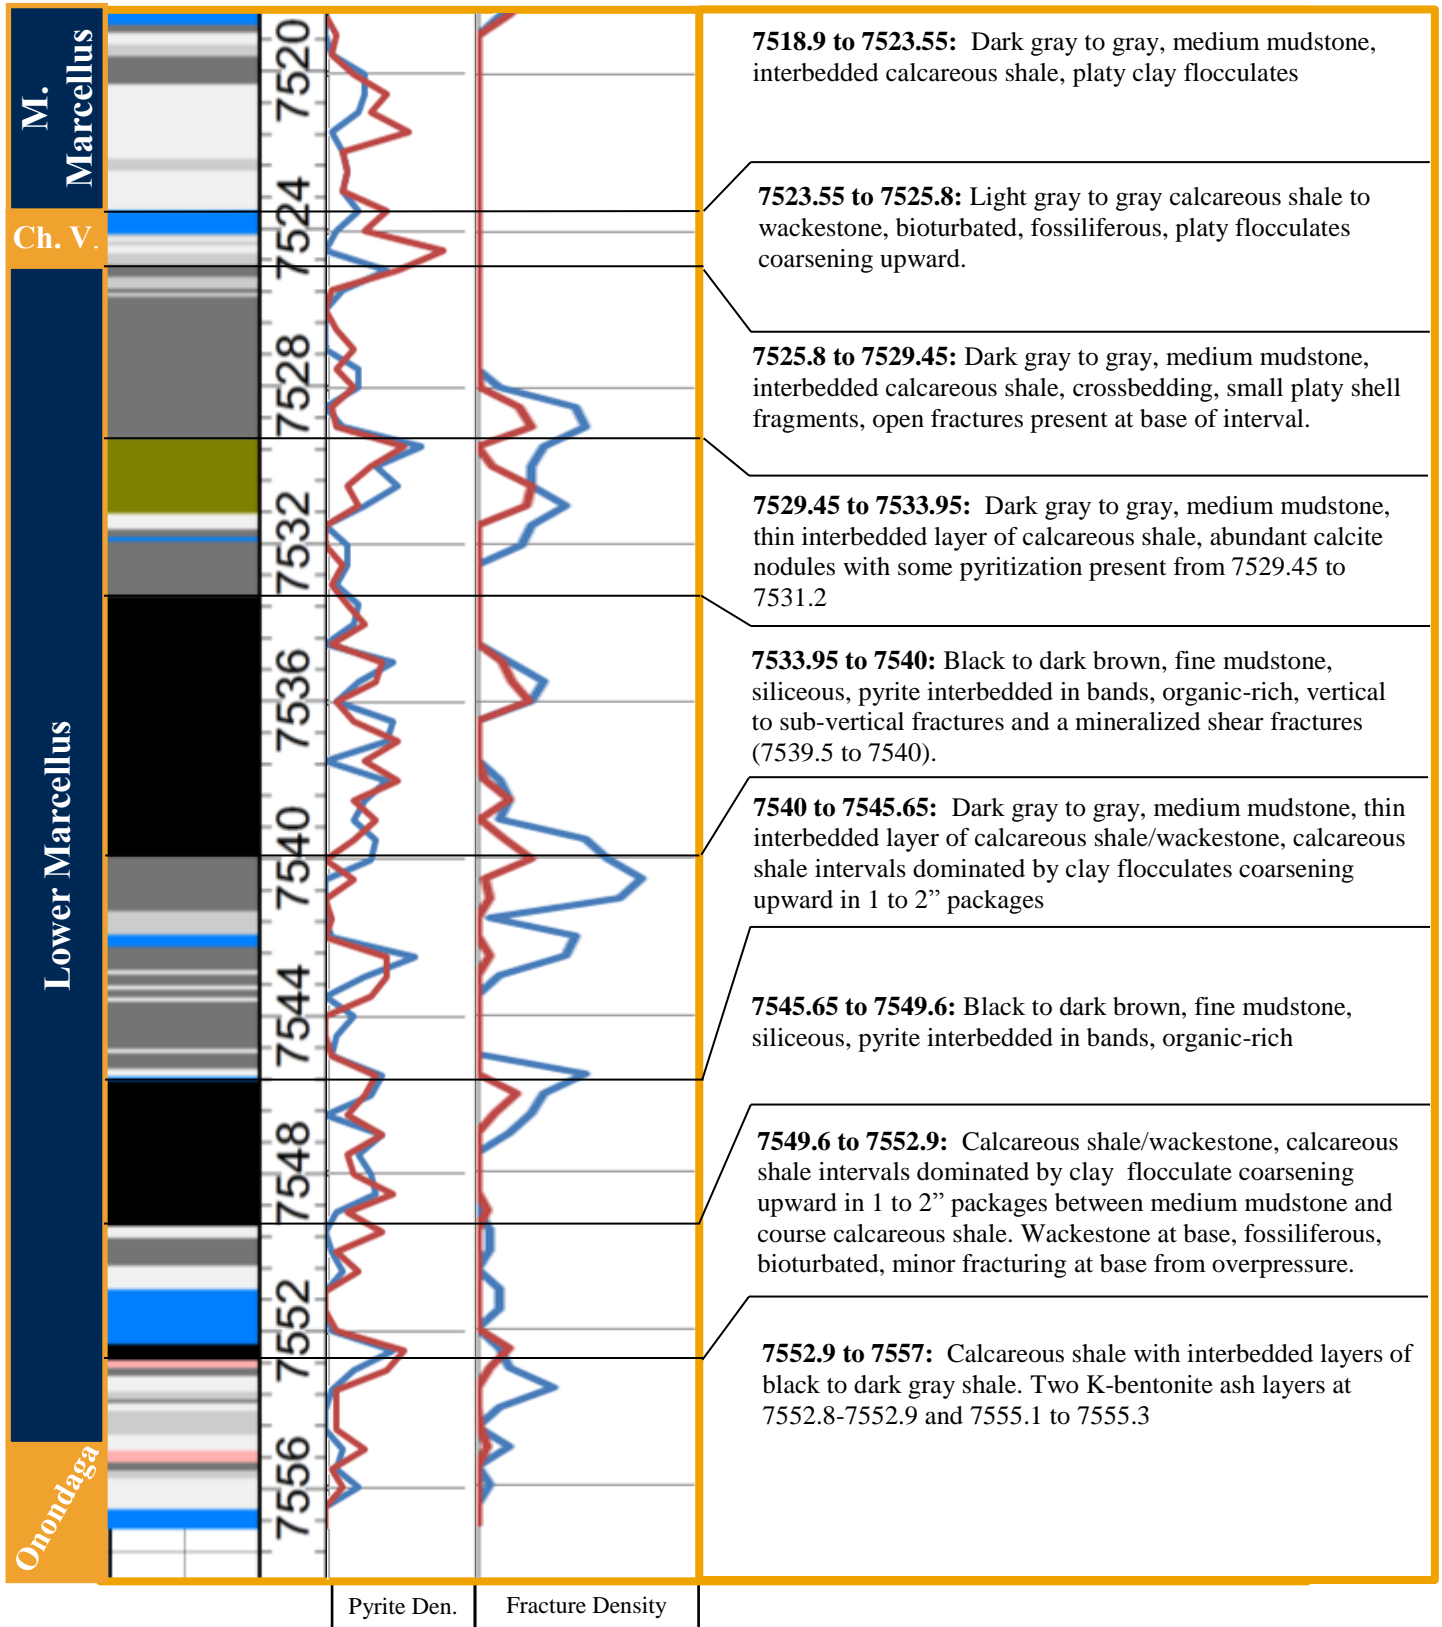 M.
Marcellus
Ch. V.
Lower Marcellus
Onondaga
7520
7524
7528
7532
7536
7540
7544
7548
7552
7556
7518.9 to 7523.55: Dark gray to gray, medium mudstone,
interbedded calcareous shale, platy clay flocculates
7523.55 to 7525.8: Light gray to gray calcareous shale to
wackestone, bioturbated, fossiliferous, platy flocculates
coarsening upward.
7525.8 to 7529.45: Dark gray to gray, medium mudstone,
interbedded calcareous shale, crossbedding, small platy shell
fragments, open fractures present at base of interval.
7529.45 to 7533.95: Dark gray to gray, medium mudstone,
thin interbedded layer of calcareous shale, abundant calcite
nodules with some pyritization present from 7529.45 to
7531.2
7533.95 to 7540: Black to dark brown, fine mudstone,
siliceous, pyrite interbedded in bands, organic-rich, vertical
to sub-vertical fractures and a mineralized shear fractures
(7539.5 to 7540).
7540 to 7545.65: Dark gray to gray, medium mudstone, thin
interbedded layer of calcareous shale/wackestone, calcareous
shale intervals dominated by clay flocculates coarsening
upward in 1 to 2” packages
7545.65 to 7549.6: Black to dark brown, fine mudstone,
siliceous, pyrite interbedded in bands, organic-rich
7549.6 to 7552.9: Calcareous shale/wackestone, calcareous
shale intervals dominated by clay flocculate coarsening
upward in 1 to 2” packages between medium mudstone and
course calcareous shale. Wackestone at base, fossiliferous,
bioturbated, minor fracturing at base from overpressure.
7552.9 to 7557: Calcareous shale with interbedded layers of
black to dark gray shale. Two K-bentonite ash layers at
7552.8-7552.9 and 7555.1 to 7555.3
Pyrite Den.
Fracture Density